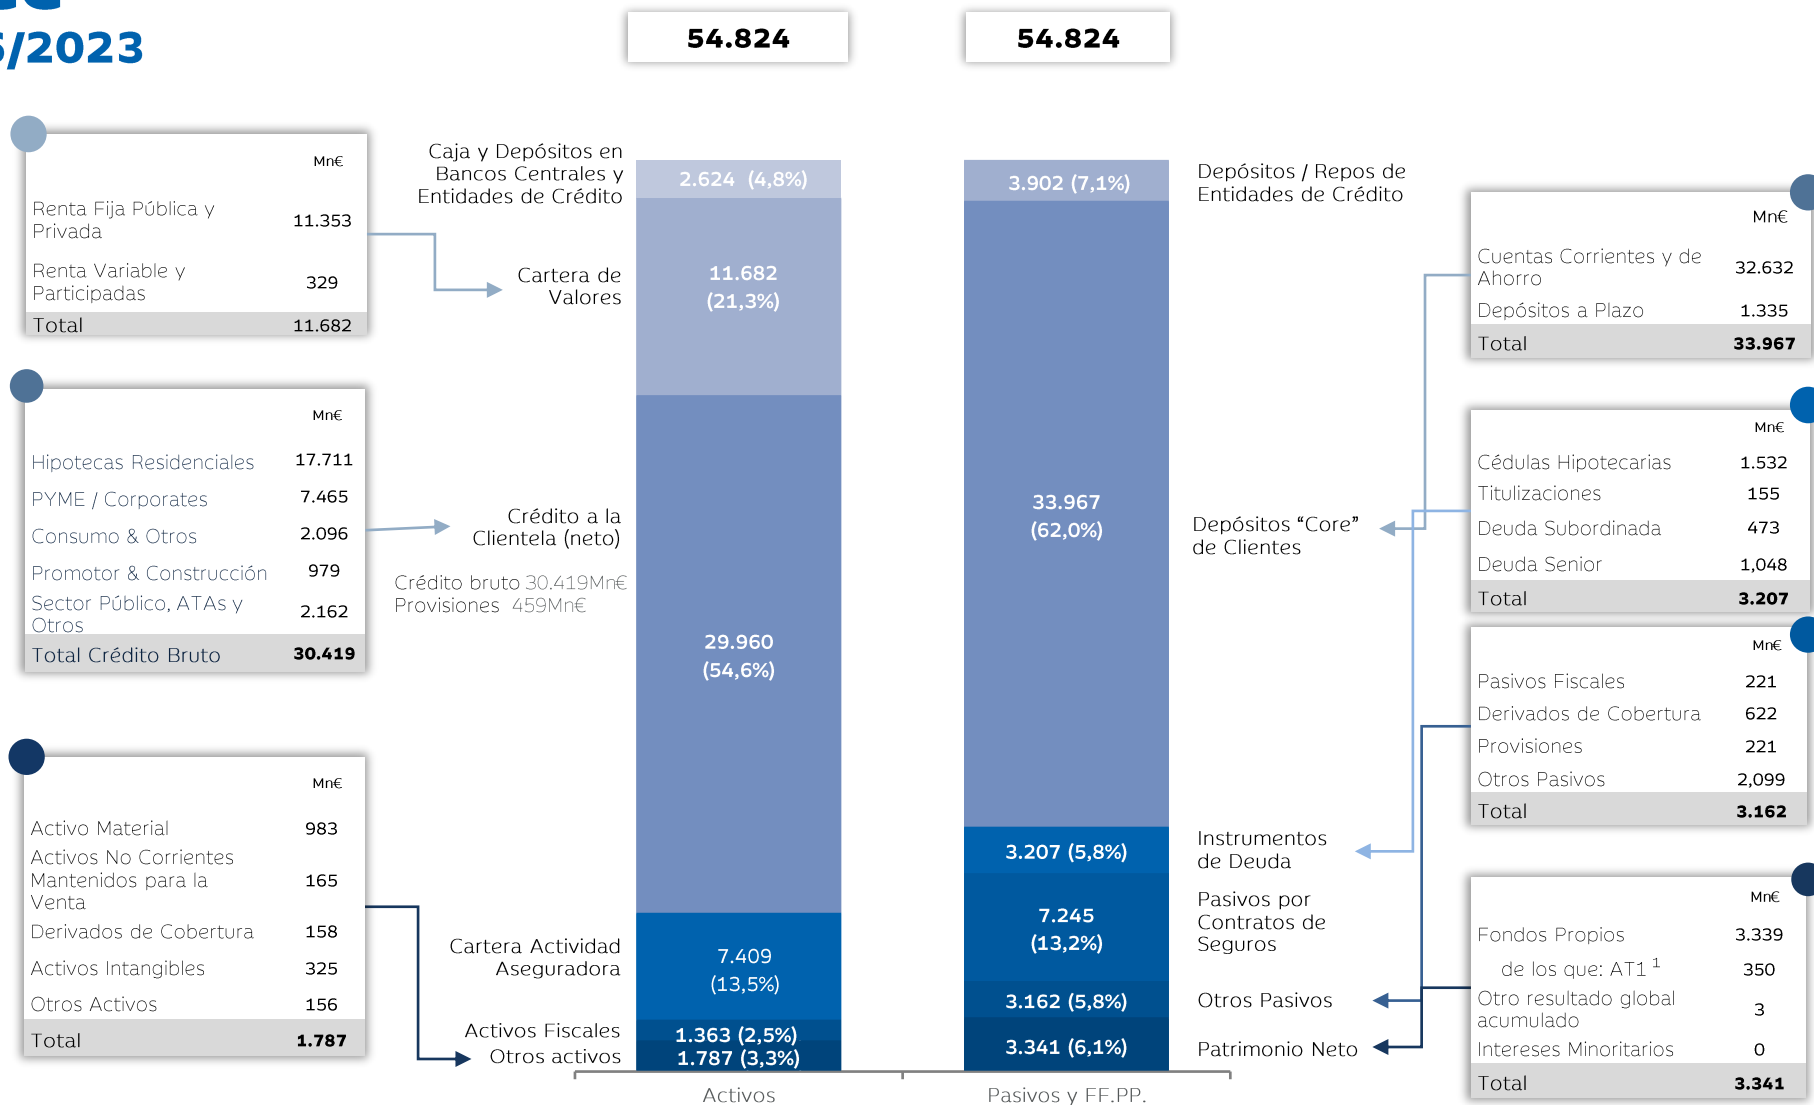 /2023
54.824
54.824
Mn€
Renta Fija Pública y
Privada
11.353
Renta Variable y
Participadas
329
Total
11.682
Mn€
Hipotecas Residenciales
17.711
PYME / Corporates
7.465
Consumo & Otros
2.096
Promotor & Construcción
979
Sector Público, ATAs y
Otros
2.162
Total Crédito Bruto
30.419
Mn€
Activo Material
983
Activos No Corrientes
Mantenidos para la
Venta
165
Derivados de Cobertura
158
Activos Intangibles
325
Otros Activos
156
Total
1.787
Caja y Depósitos en
Bancos Centrales y
Entidades de Crédito
Cartera de
Valores
Crédito a la
Clientela (neto)
Crédito bruto 30.419Mn€
Provisiones 459Mn€
Cartera Actividad
Aseguradora
Activos Fiscales
Otros activos
2.624 (4,8%)
11.682
(21,3%)
29.960
(54,6%)
7.409
(13,5%)
1.363 (2,5%)
1.787 (3,3%)
Activos
3.902 (7,1%)
33.967
(62,0%)
3.207 (5,8%)
7.245
(13,2%)
3.162 (5,8%)
3.341 (6,1%)
Pasivos y FF.PP.
Depósitos / Repos de
Entidades de Crédito
Depósitos “Core”
de Clientes
Instrumentos
de Deuda
Pasivos por
Contratos de
Seguros
Otros Pasivos
Patrimonio Neto
Mn€
Cuentas Corrientes y de
Ahorro
32.632
Depósitos a Plazo
1.335
Total
33.967
Mn€
Cédulas Hipotecarias
1.532
Titulizaciones
155
Deuda Subordinada
473
Deuda Senior
1,048
Total
3.207
Mn€
Pasivos Fiscales
221
Derivados de Cobertura
622
Provisiones
221
Otros Pasivos
2,099
Total
3.162
Mn€
Fondos Propios
3.339
de los que: AT1 ¹
350
Otro resultado global
acumulado
3
Intereses Minoritarios
0
Total
3.341